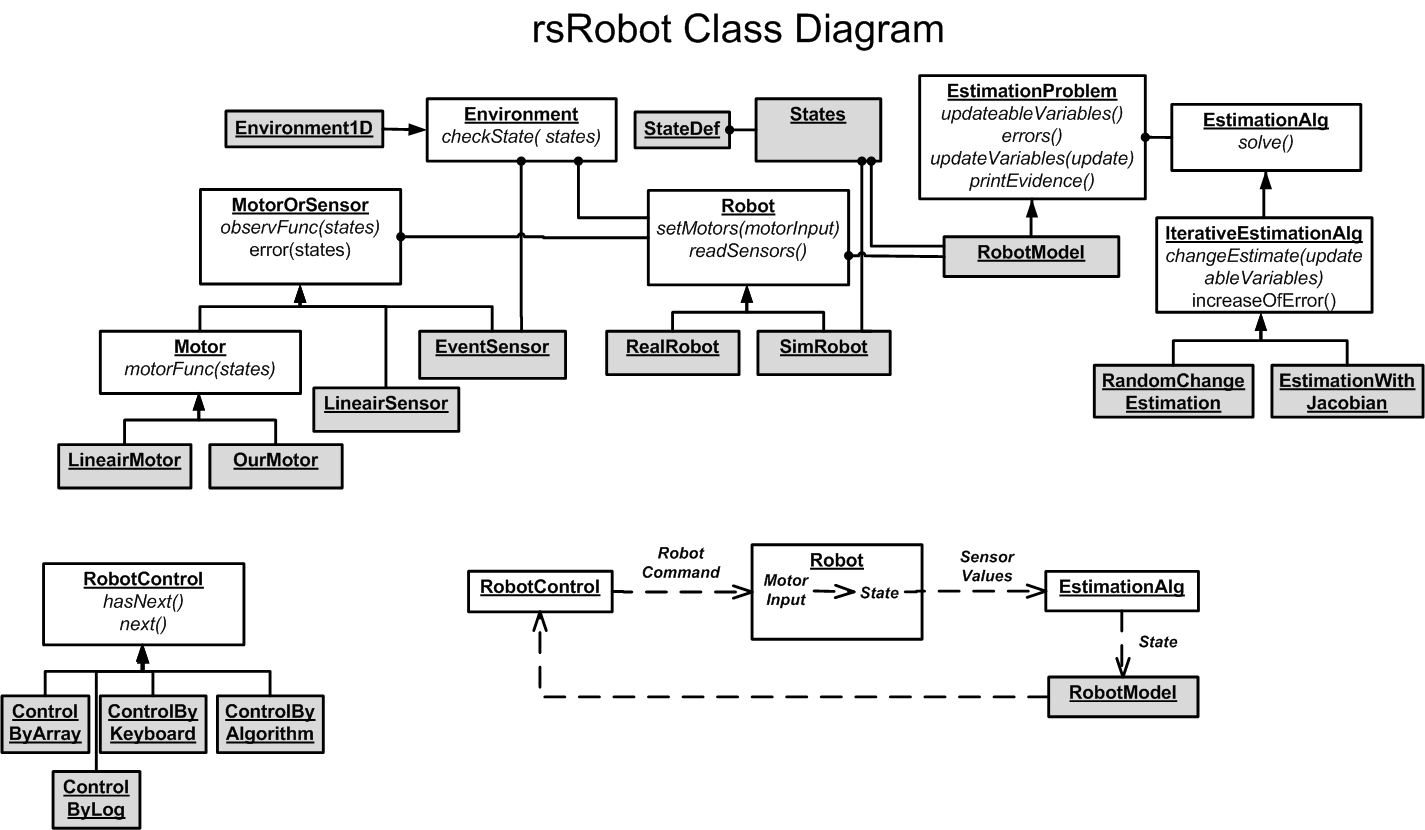 rsRobot Class Diagram
Environment1D
Environment
checkState( states)
StateDef
States
EstimationProblem
updateableVariables()
errors()
updateVariables(update)
printEvidence()
EstimationAlg
solve()
MotorOrSensor
observFunc(states)
error(states)
Robot
setMotors(motorInput)
readSensors()
RobotModel
IterativeEstimationAlg
changeEstimate(update
ableVariables)
increaseOfError()
Motor
motorFunc(states)
EventSensor
RealRobot
SimRobot
LineairSensor
RandomChange
Estimation
EstimationWith
Jacobian
LineairMotor
OurMotor
RobotControl
hasNext()
next()
Control
ByArray
ControlBy
Keyboard
ControlBy
Algorithm
Control
ByLog
RobotControl
Robot
Command
Robot
Motor
Input
State
Sensor
Values
EstimationAlg
State
RobotModel